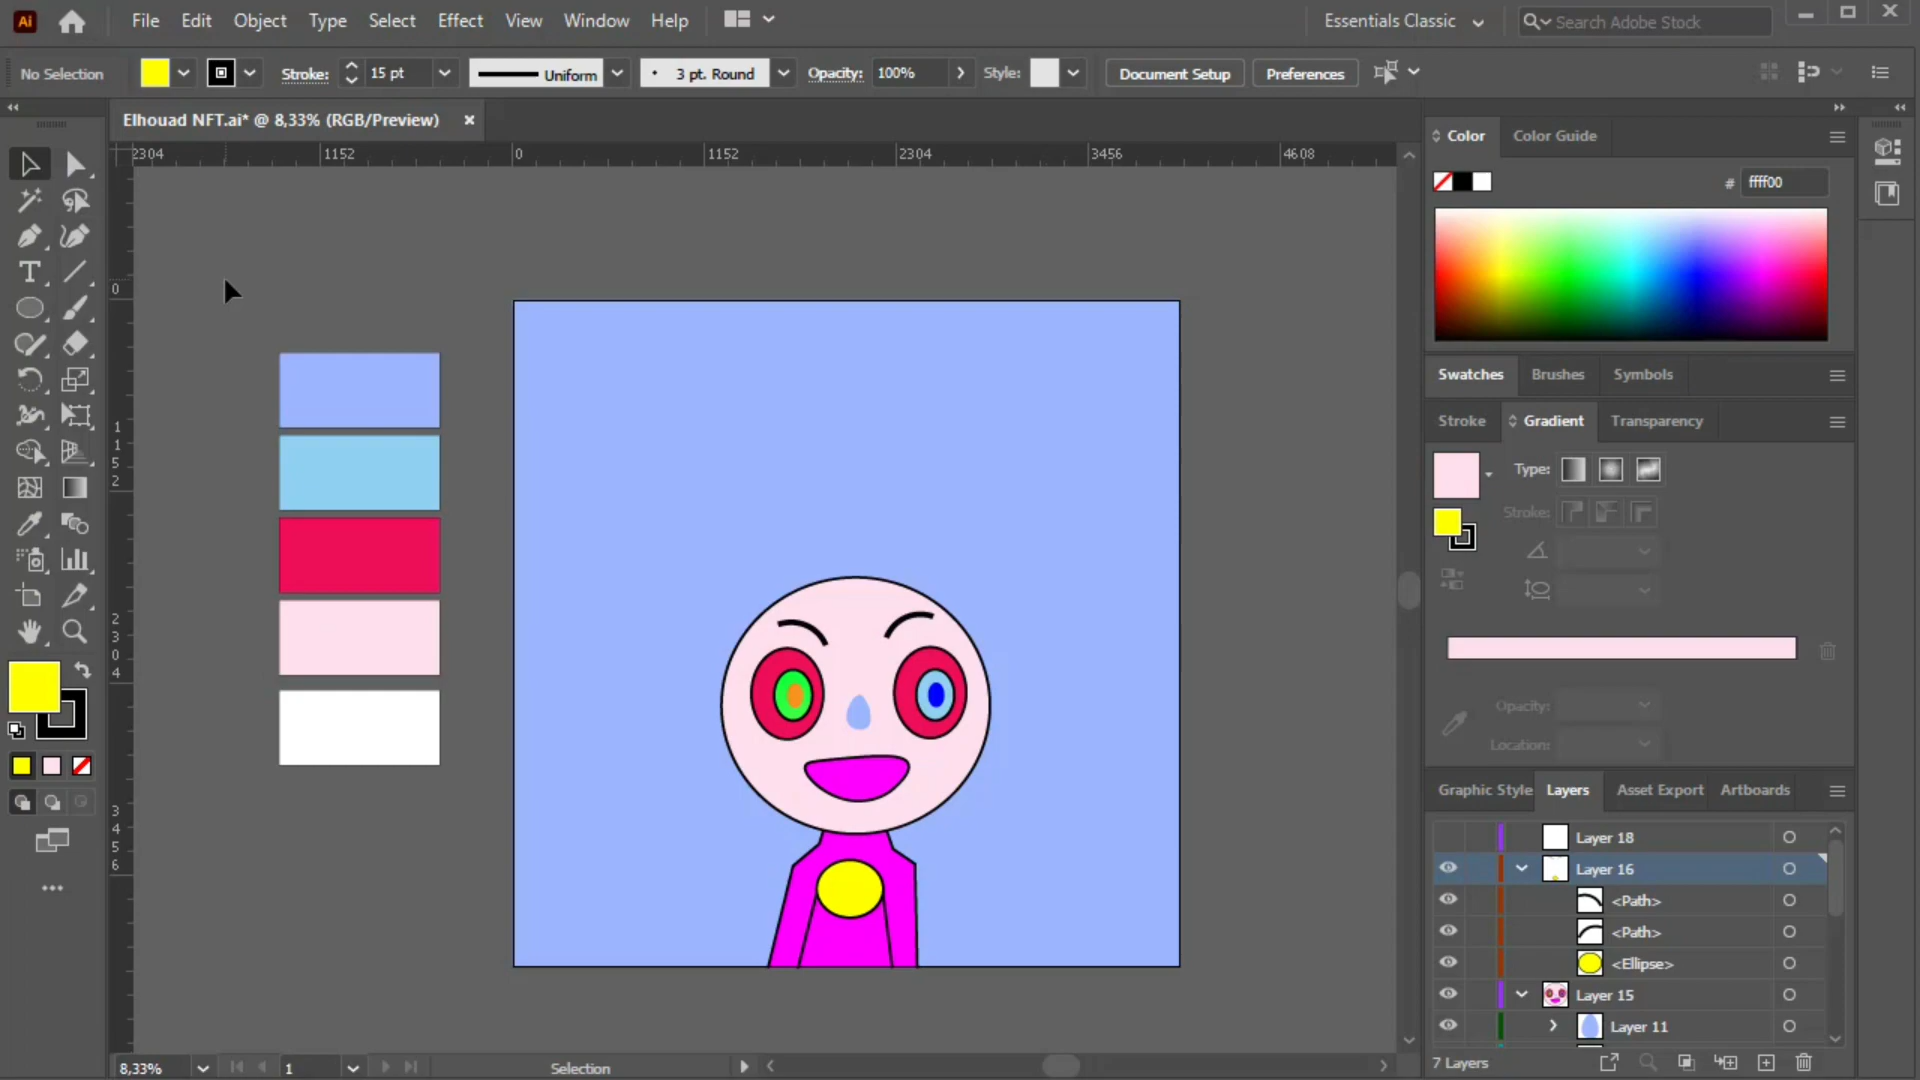 Ai File Edit Object Type Select Effect View Window Help Essentials Classic Search Adobe Stock
No Selection Stroke: 15 pt Uniform 3 pt. Round Opacity: 100% Style: Document Setup Preferences
Elhouad NFT.ai* @ 8,33% (RGB/Preview)
2304 1152 0 1152 2304 3456 4608
0
1
1
5
2
2
3
0
4
3
4
5
6
Color Color Guide
# ffff00
Swatches Brushes Symbols
Stroke Gradient Transparency
Type:
Stroke:
Opacity:
Location:
Graphic Style Layers Asset Export Artboards
Layer 18
Layer 16
<Path>
<Path>
<Ellipse>
Layer 15
Layer 11
7 Layers
8,33% 1 Selection